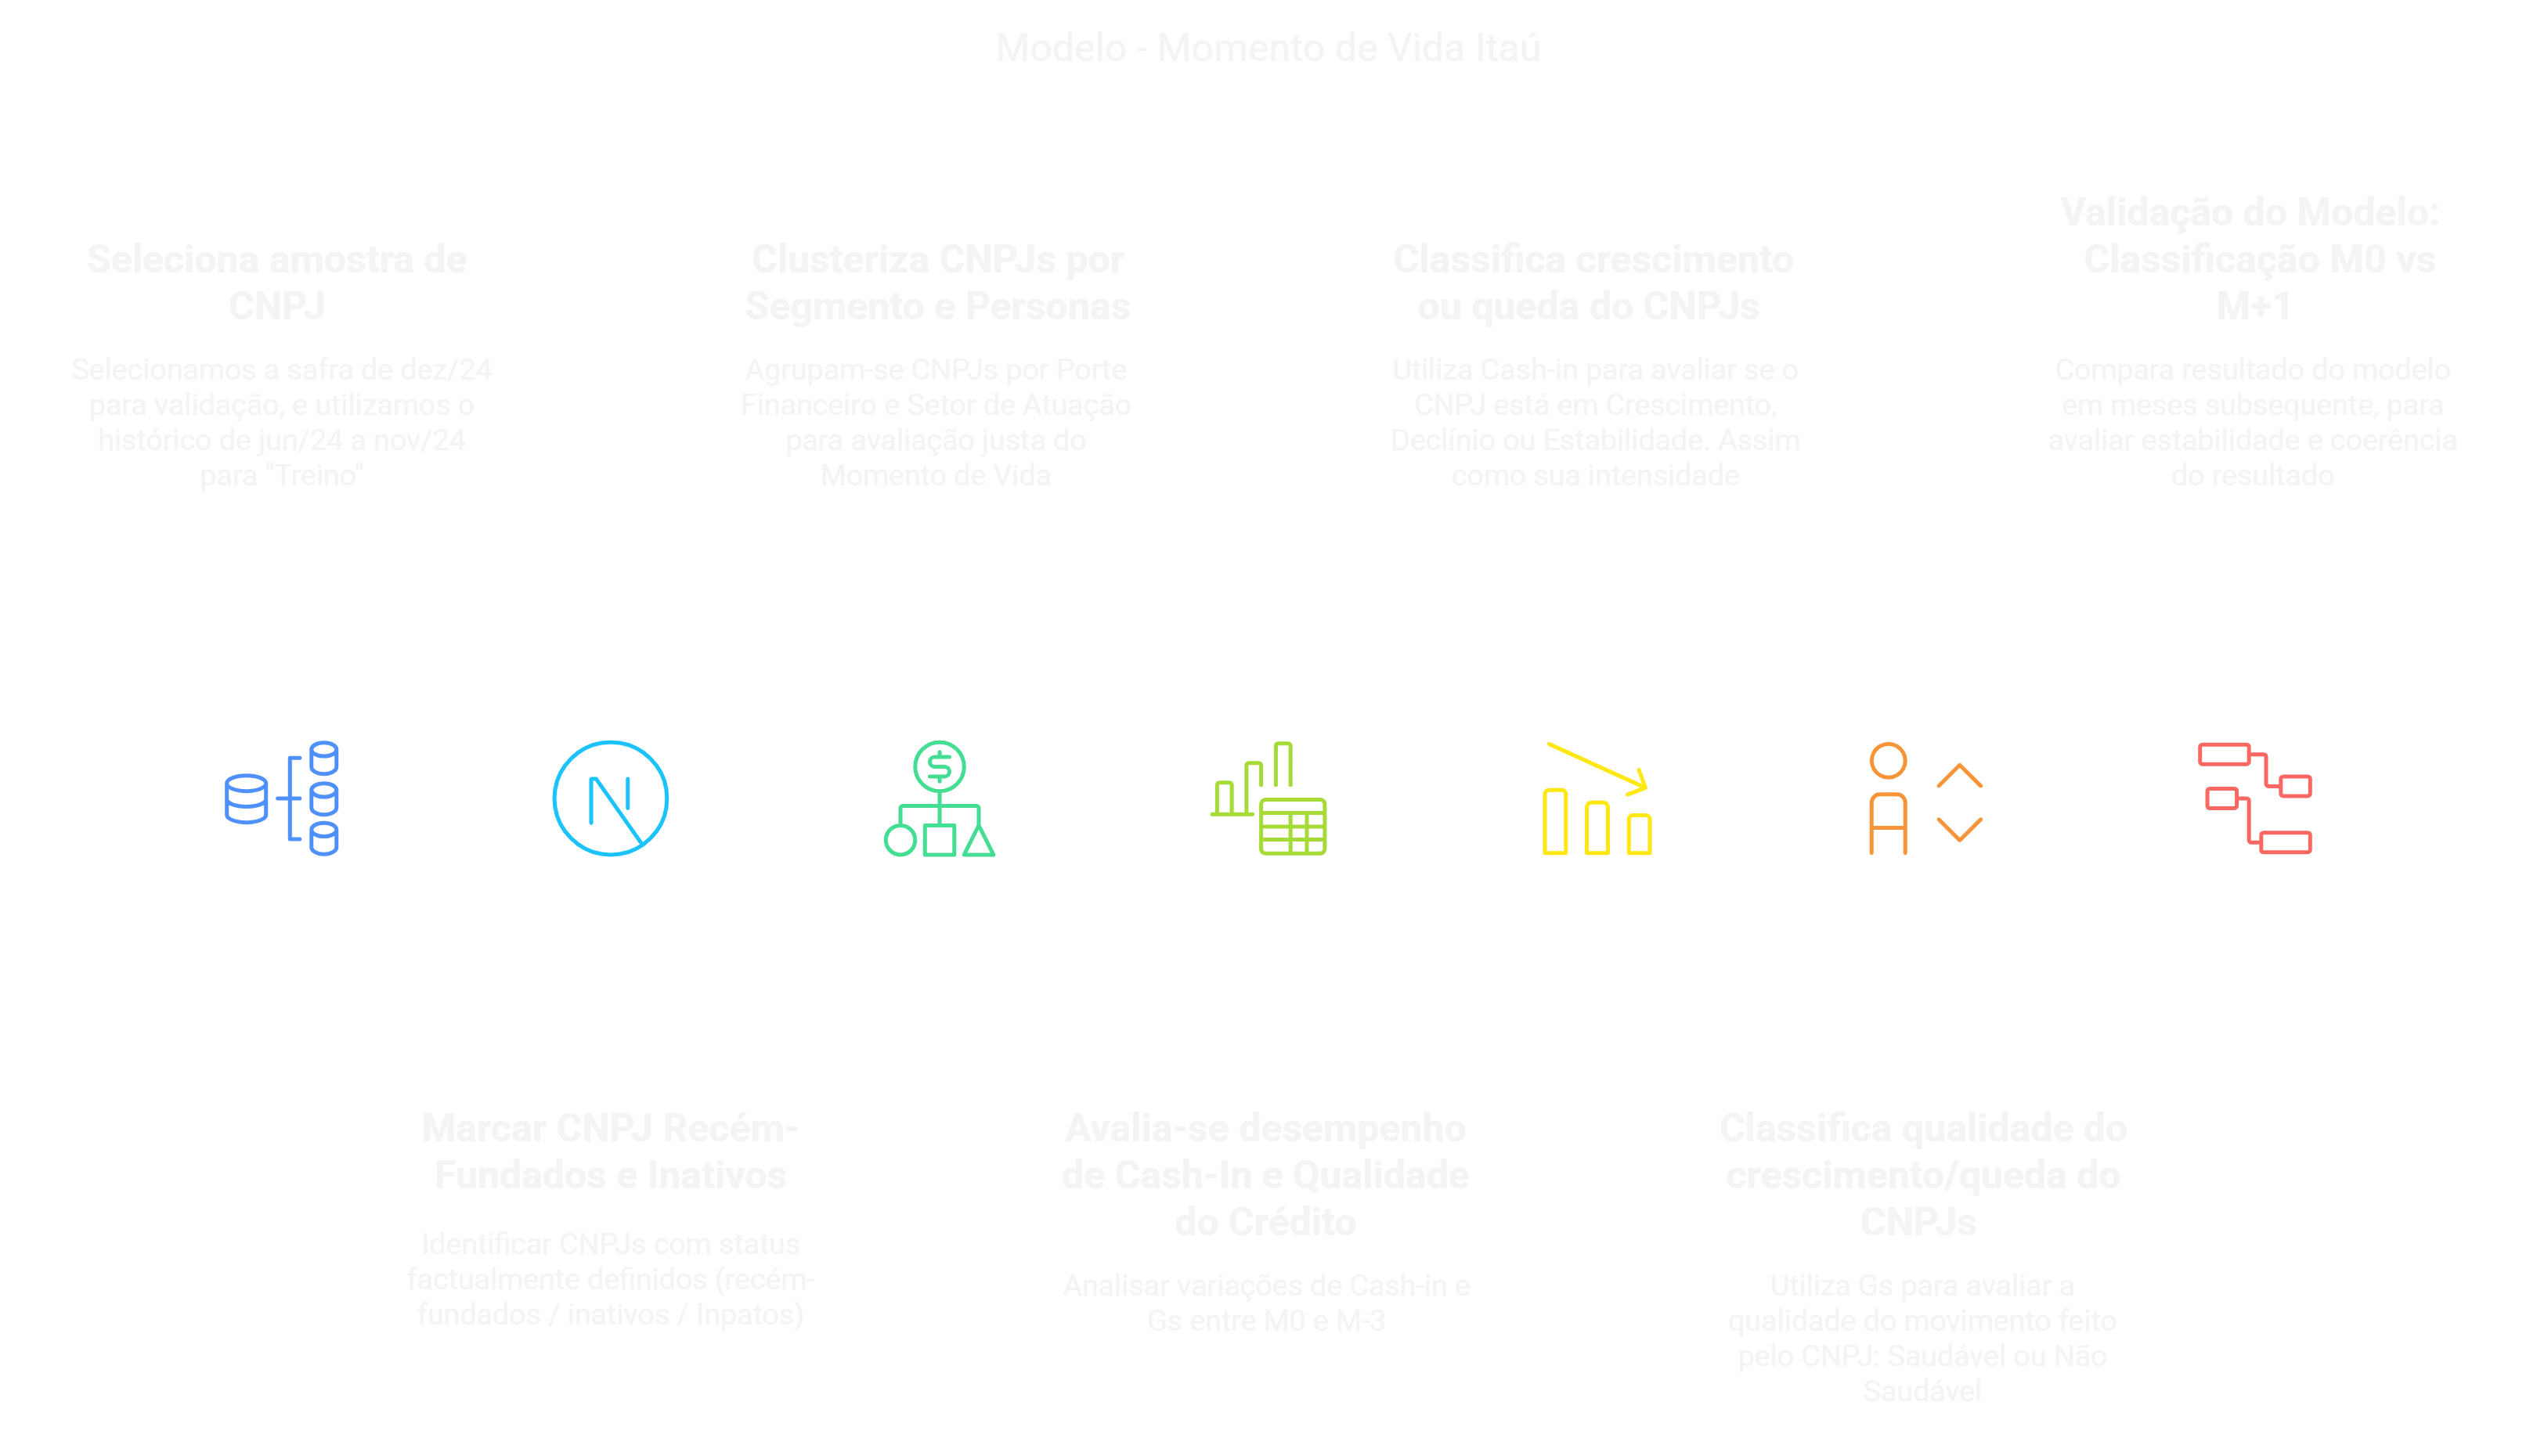 Modelo - Momento de Vida Itaú
Seleciona amostra de
CNPJ
Selecionamos a safra de dez/24
para validação, e utilizamos o
histórico de jun/24 a nov/24
para "Treino"
Marcar CNPJ Recém-
Fundados e Inativos
Identificar CNPJs com status
factualmente definidos (recém-
fundados / inativos / Inpatos)
Clusteriza CNPJs por
Segmento e Personas
Agrupam-se CNPJs por Porte
Financeiro e Setor de Atuação
para avaliação justa do
Momento de Vida
Avalia-se desempenho
de Cash-In e Qualidade
do Crédito
Analisar variações de Cash-in e
Gs entre M0 e M-3
Classifica crescimento
ou queda do CNPJs
Utiliza Cash-in para avaliar se o
CNPJ está em Crescimento,
Declínio ou Estabilidade. Assim
como sua intensidade
Classifica qualidade do
crescimento/queda do
CNPJs
Utiliza Gs para avaliar a
qualidade do movimento feito
pelo CNPJ: Saudável ou Não
Saudável
Validação do Modelo:
Classificação M0 vs
M+1
Compara resultado do modelo
em meses subsequente, para
avaliar estabilidade e coerência
do resultado